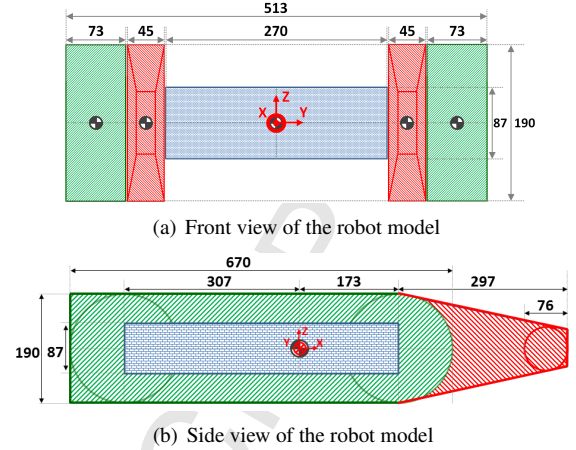 513
73 45 270 45 73
Z
X Y
87 190
(a) Front view of the robot model
670
307 173 297
76
190 87
Z
Y X
(b) Side view of the robot model